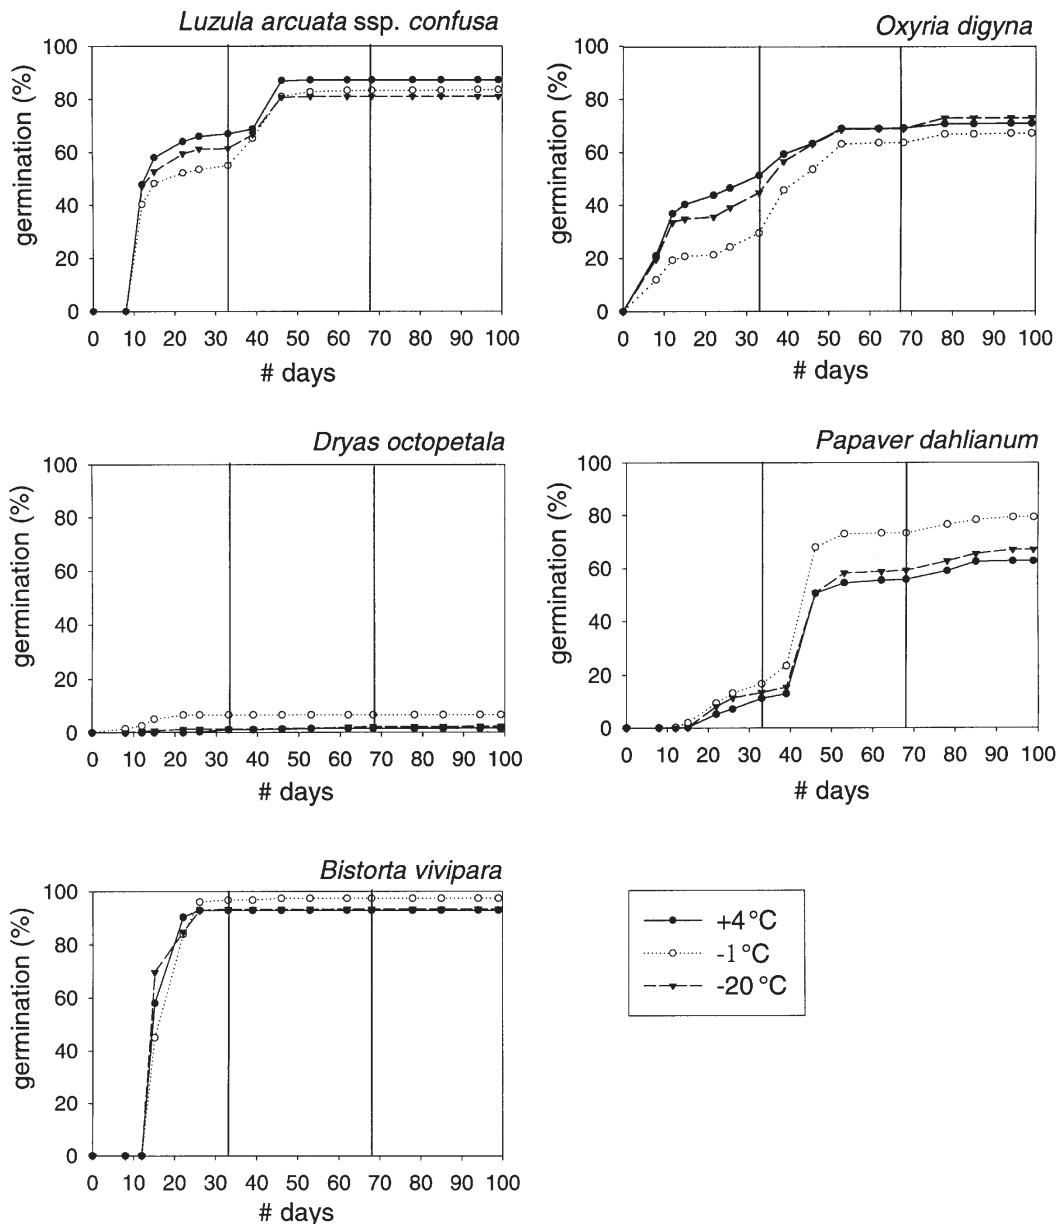 Luzula arcuata ssp. confusa
germination (%)
100
80
60
40
20
0
0 10 20 30 40 50 60 70 80 90 100
# days
Oxyria digyna
germination (%)
100
80
60
40
20
0
0 10 20 30 40 50 60 70 80 90 100
# days
Dryas octopetala
germination (%)
100
80
60
40
20
0
0 10 20 30 40 50 60 70 80 90 100
# days
Papaver dahlianum
germination (%)
100
80
60
40
20
0
0 10 20 30 40 50 60 70 80 90 100
# days
Bistorta vivipara
germination (%)
100
80
60
40
20
0
0 10 20 30 40 50 60 70 80 90 100
# days
+4 °C
-1 °C
-20 °C